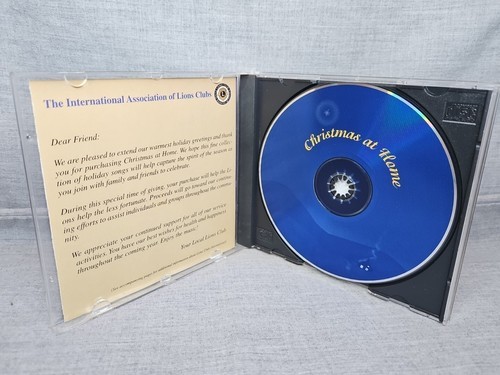 The International Association of Lions Clubs
Dear Friend:
We are pleased to extend our warmest holiday greetings and thank
you for purchasing Christmas at Home. We hope this fine collec-
tion of holiday songs will help capture the spirit of the season as
you join with family and friends to celebrate.
During this special time of giving, your purchase will help the Li-
ons help the less fortunate. Proceeds will go toward continu-
ing efforts to assist individuals and groups throughout the commu-
nity.
We appreciate your continued support for all of our service
activities. You have our best wishes for health and happiness
throughout the coming year. Enjoy the music."
Your Local Lions Club
Christmas at Home